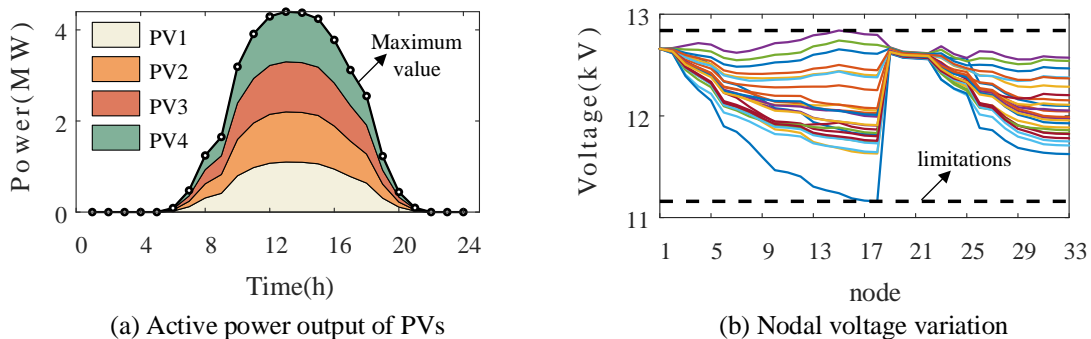 4.4
2
0
PV1
PV2
PV3
PV4
Maximum
value
Power(MW)
0 4 8 12 16 20 24
Time(h)
(a) Active power output of PVs
13
12
11
Voltage(kV)
limitations
1 5 9 13 17 21 25 29 33
node
(b) Nodal voltage variation